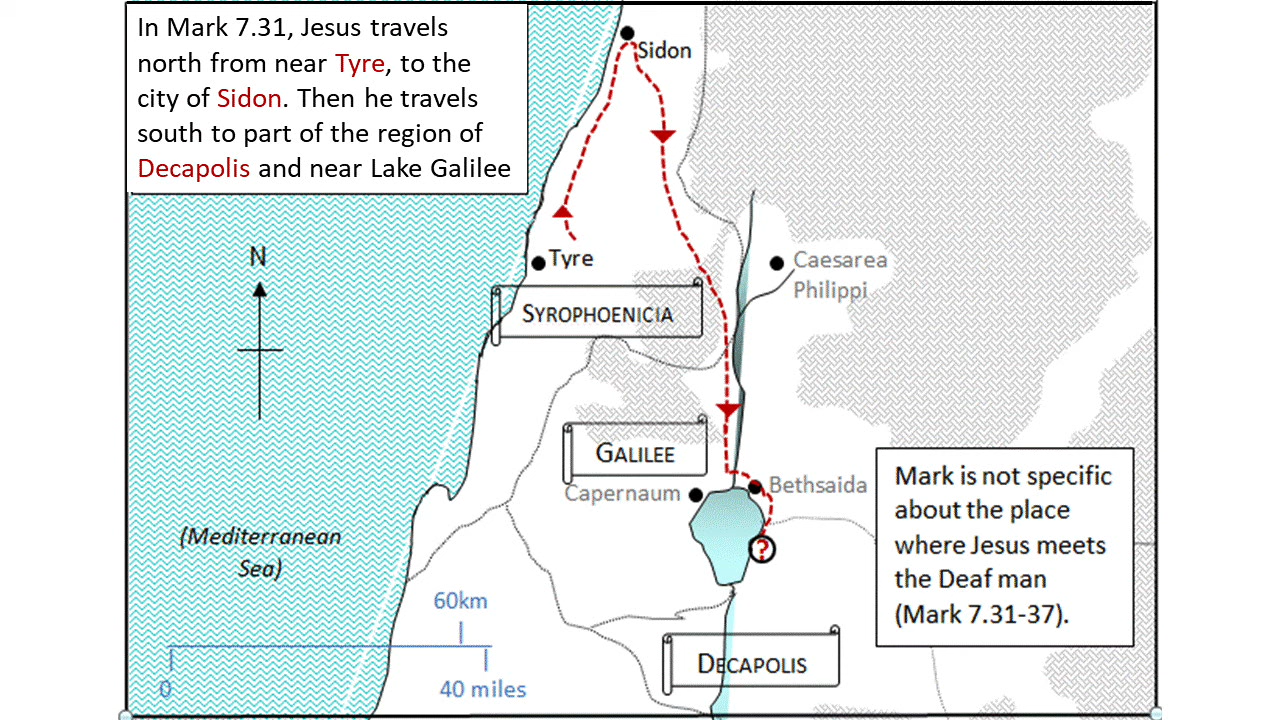 In Mark 7.31, Jesus travels
north from near Tyre, to the
city of Sidon. Then he travels
south to part of the region of
Decapolis and near Lake Galilee
Sidon
N
Tyre
Caesarea
Philippi
SYROPHOENICIA
GALILEE
Capernaum
Bethsaida
?
(Mediterranean
Sea)
Mark is not specific
about the place
where Jesus meets
the Deaf man
(Mark 7.31-37).
60km
0
40 miles
DECAPOLIS